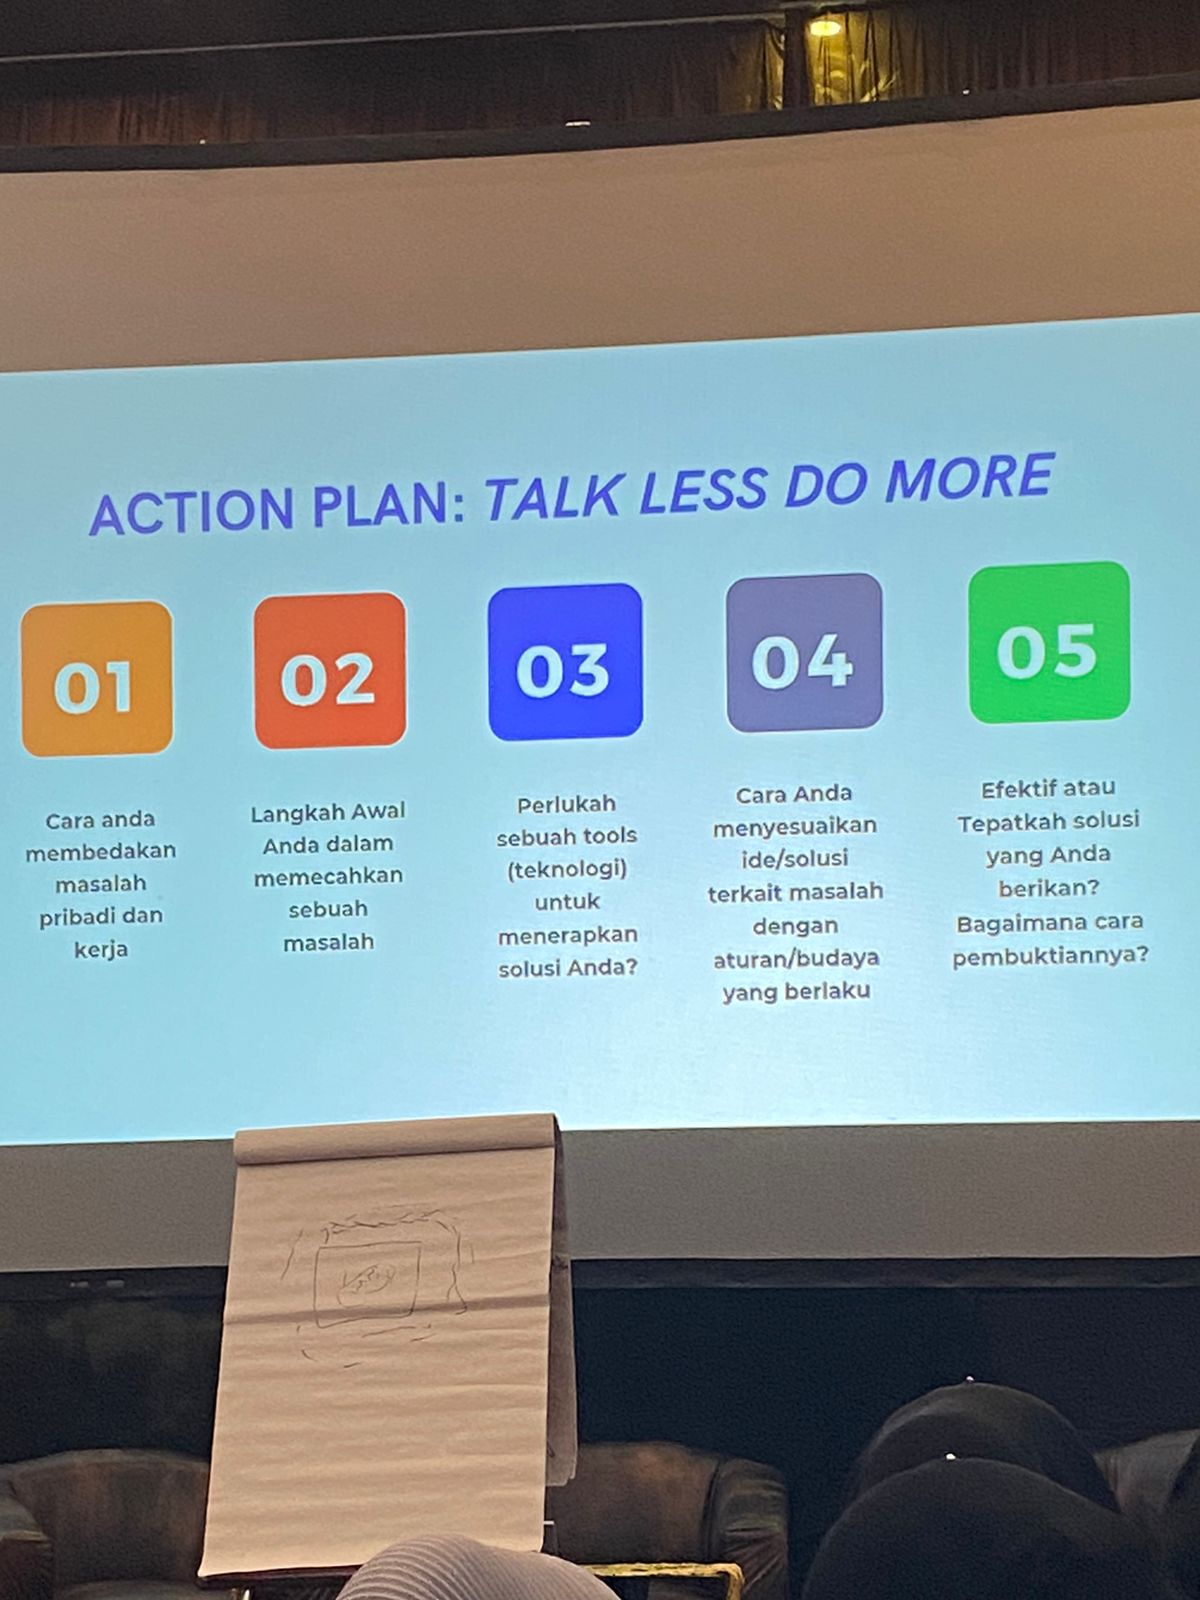 ACTION PLAN: TALK LESS DO MORE
01
Cara anda
membedakan
masalah
pribadi dan
kerja
02
Langkah Awal
Anda dalam
memecahkan
sebuah
masalah
03
Perlukah
sebuah tools
(teknologi)
untuk
menerapkan
solusi Anda?
04
Cara Anda
menyesuaikan
ide/solusi
terkait masalah
dengan
aturan/budaya
yang berlaku
05
Efektif atau
Tepatkah solusi
yang Anda
berikan?
Bagaimana cara
pembuktiannya?